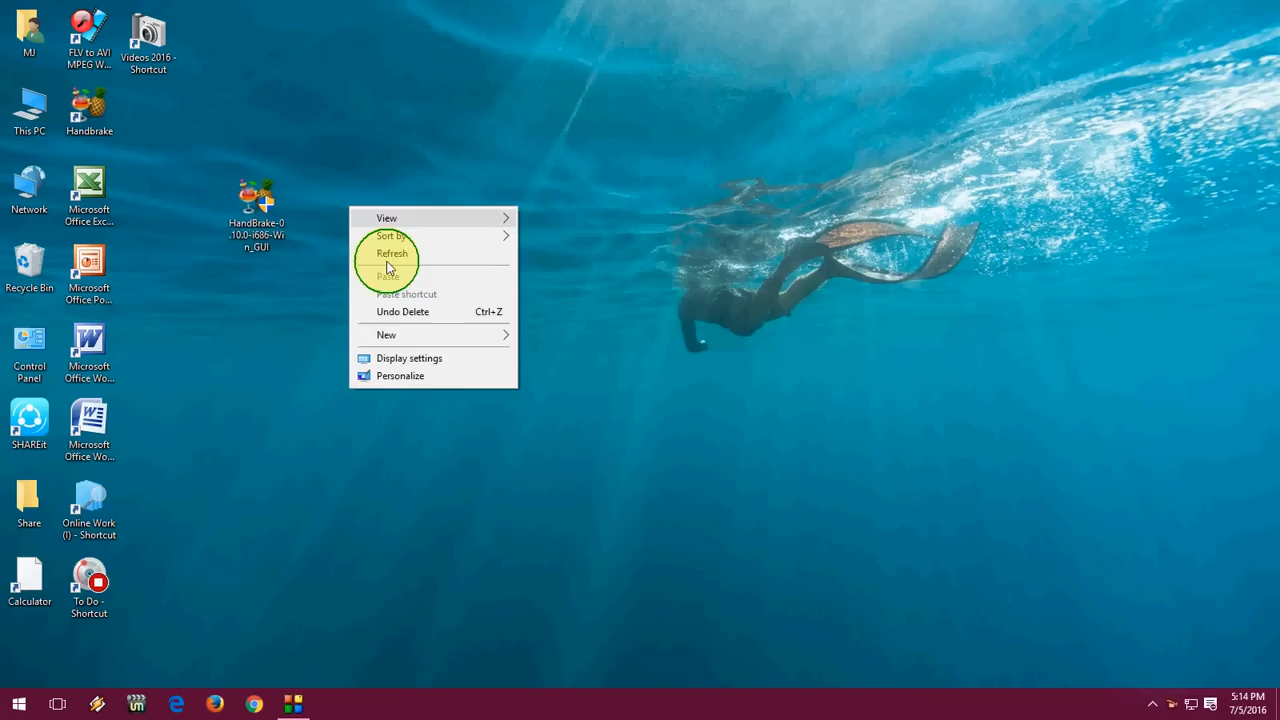 MJ
FLV to AVI
MPEG W...
Videos 2016 -
Shortcut
This PC
Handbrake
Network
Microsoft
Office Exc...
HandBrake-0
.10.0-i686-Wi
n_GUI
Recycle Bin
Microsoft
Office Po...
Control
Panel
Microsoft
Office Wo...
SHAREit
Microsoft
Office Wo...
Share
Online Work
(I) - Shortcut
Calculator
To Do -
Shortcut
View
Sort by
Refresh
Paste
Paste shortcut
Undo Delete Ctrl+Z
New
Display settings
Personalize
5:14 PM
7/5/2016